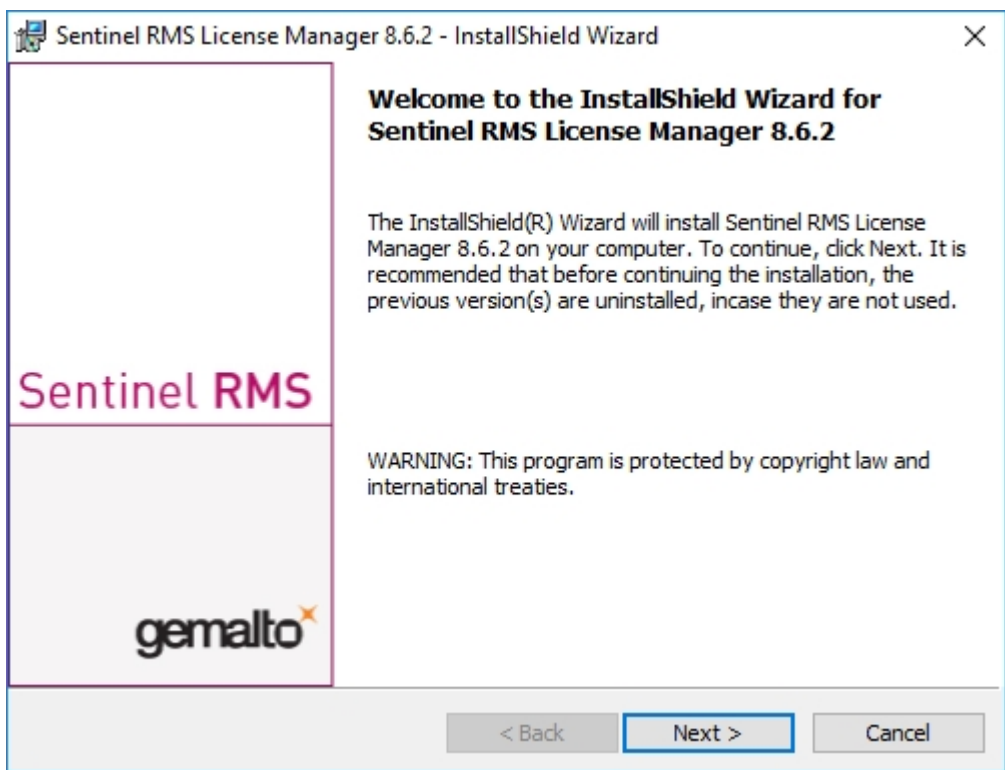 Sentinel RMS License Manager 8.6.2 - InstallShield Wizard
Welcome to the InstallShield Wizard for
Sentinel RMS License Manager 8.6.2
The InstallShield(R) Wizard will install Sentinel RMS License
Manager 8.6.2 on your computer. To continue, click Next. It is
recommended that before continuing the installation, the
previous version(s) are uninstalled, incase they are not used.
Sentinel RMS
WARNING: This program is protected by copyright law and
international treaties.
gemalto
< Back
Next >
Cancel